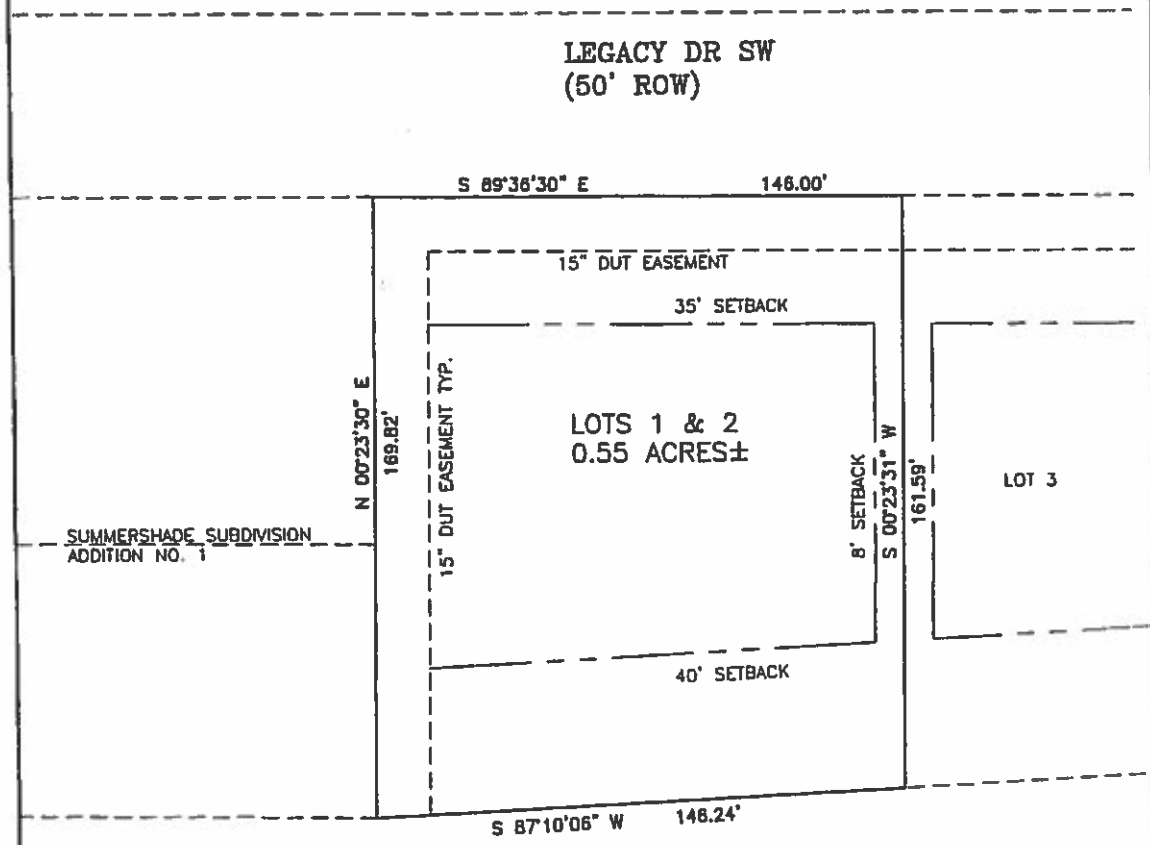 LEGACY DR SW
(50' ROW)
S 89°36'30" E 146.00'
15" DUT EASEMENT
35' SETBACK
N 00°23'30" E
169.82'
15" DUT EASEMENT TYP.
LOTS 1 & 2
0.55 ACRES±
8' SETBACK
S 00°23'31" W
161.59'
LOT 3
SUMMERSHADE SUBDIVISION
ADDITION NO. 1
40' SETBACK
S 87°10'06" W 146.24'